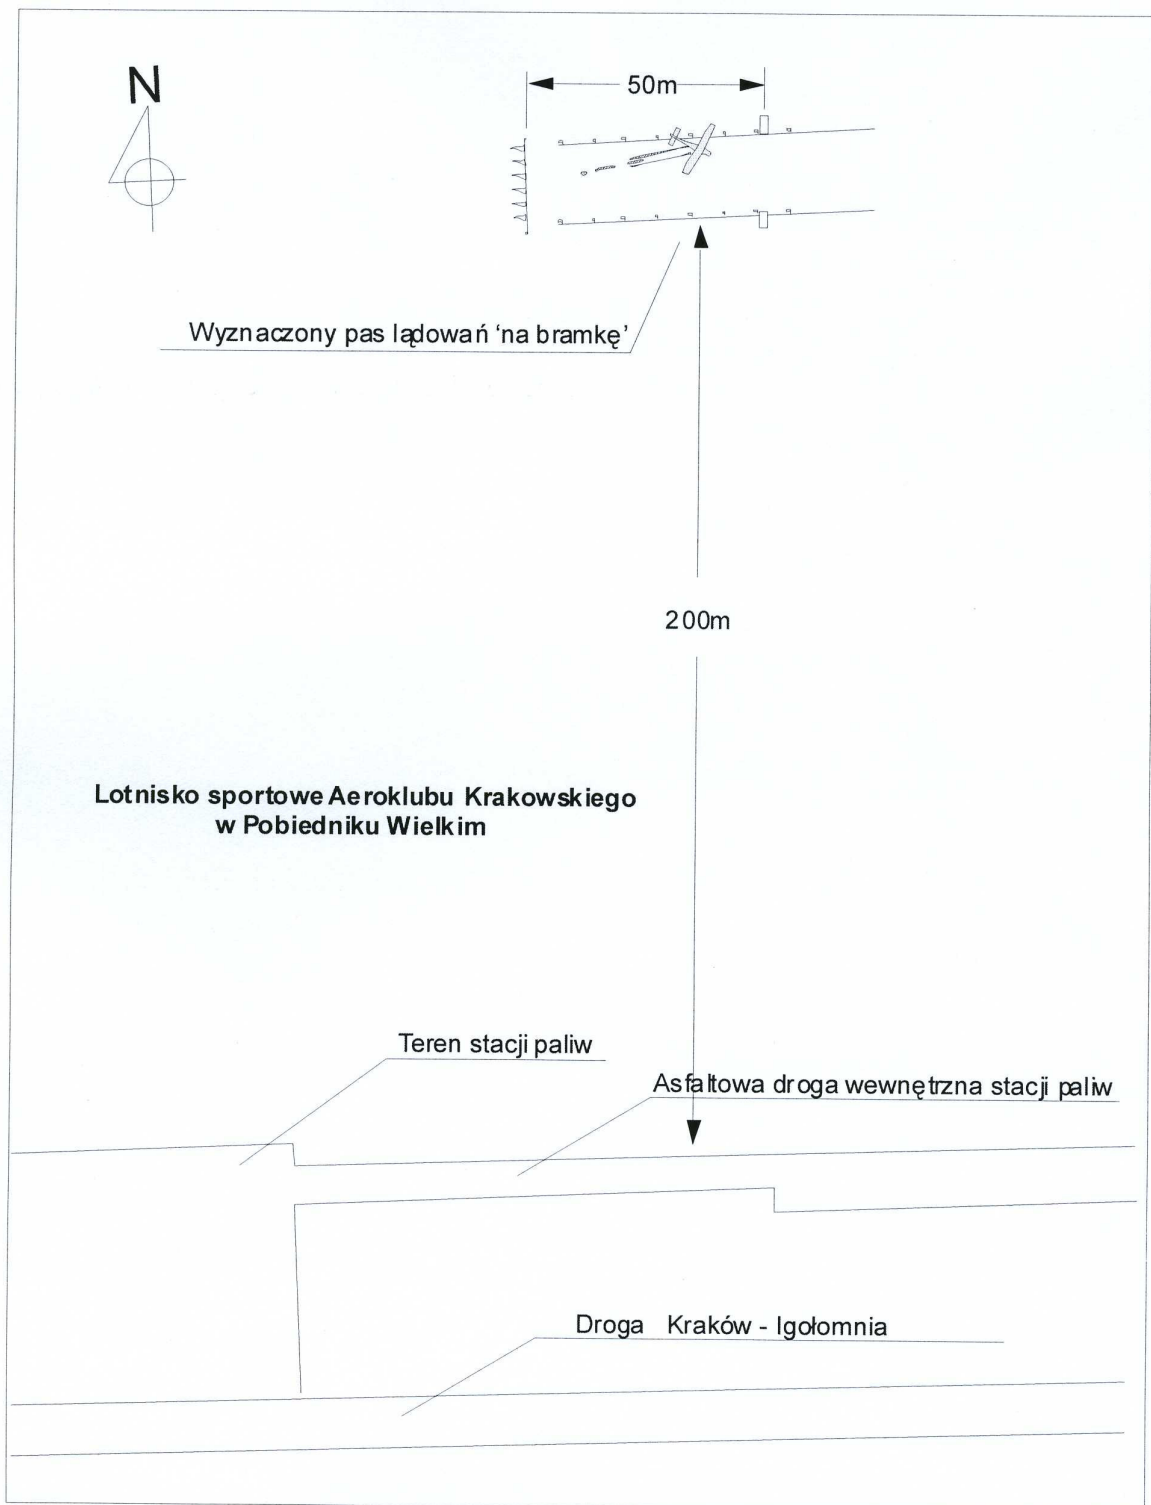 N
50m
Wyznaczony pas lądowań ‘na bramkę’
200m
Lotnisko sportowe Aeroklubu Krakowskiego
w Pobiedniku Wielkim
Teren stacji paliw
Asfaltowa droga wewnętrzna stacji paliw
Droga Kraków - Igołomnia